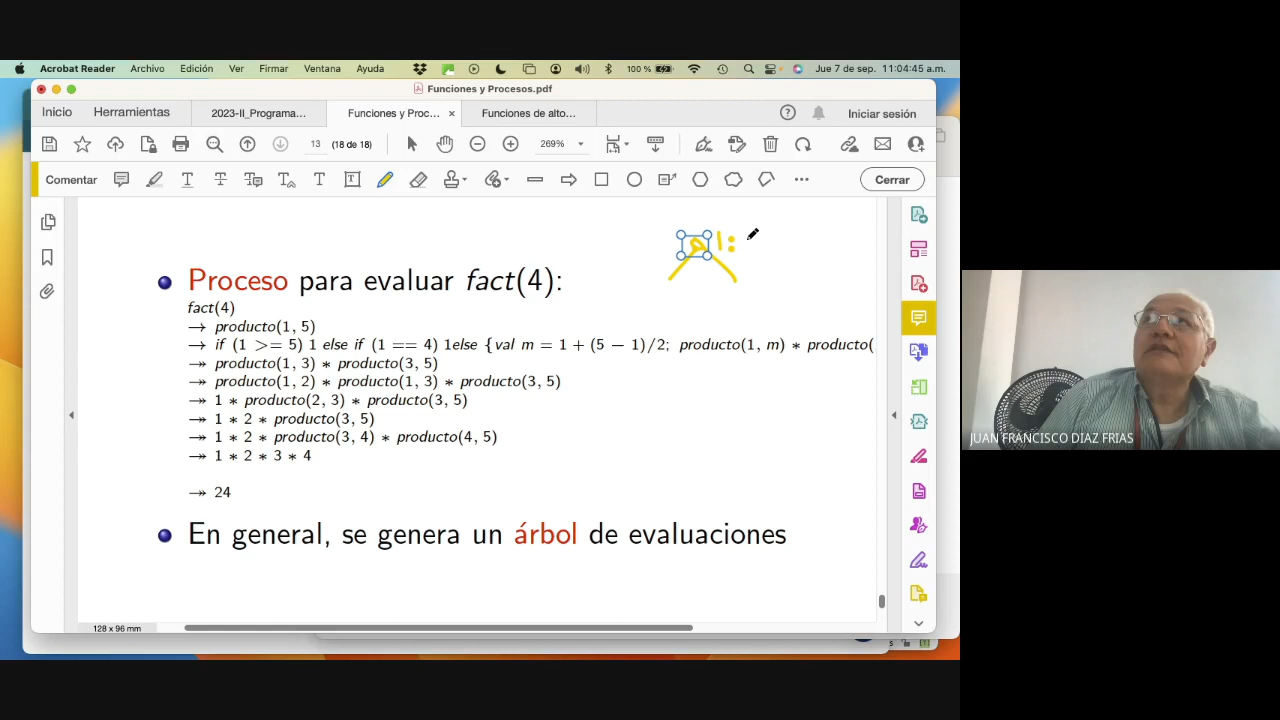 Acrobat Reader Archivo Edición Ver Firmar Ventana Ayuda 100 % Jue 7 de sep. 11:04:45 a.m.
Funciones y Procesos.pdf
Inicio Herramientas 2023-II_Programa... Funciones y Proc... × Funciones de alto... Iniciar sesión
13 (18 de 18) 269%
Comentar Cerrar
1:
Proceso para evaluar fact(4):
fact(4)
→ producto(1, 5)
→ if (1 >= 5) 1 else if (1 == 4) 1else {val m = 1 + (5 − 1)/2; producto(1, m) ∗ producto(
↠ producto(1, 3) ∗ producto(3, 5)
↠ producto(1, 2) ∗ producto(1, 3) ∗ producto(3, 5)
↠ 1 ∗ producto(2, 3) ∗ producto(3, 5)
↠ 1 ∗ 2 ∗ producto(3, 5)
↠ 1 ∗ 2 ∗ producto(3, 4) ∗ producto(4, 5)
↠ 1 ∗ 2 ∗ 3 ∗ 4
↠ 24
En general, se genera un árbol de evaluaciones
128 x 96 mm
JUAN FRANCISCO DIAZ FRIAS